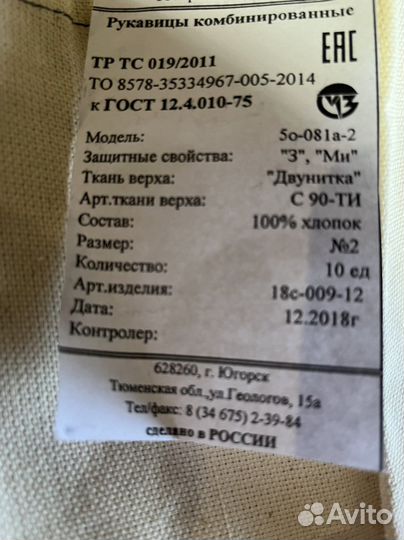 Рукавицы комбинированные
ТР ТС 019/2011
ЕАС
ТО 8578-35334967-005-2014
к ГОСТ 12.4.010-75
Модель: 5о-081а-2
Защитные свойства: "З", "Ми"
Ткань верха: "Двунитка"
Арт.ткани верха: С 90-ТИ
Состав: 100% хлопок
Размер: №2
Количество: 10 ед
Арт.изделия: 18с-009-12
Дата: 12.2018г
Контролер:
628260, г. Югорск
Тюменская обл.,ул.Геологов, 15а
Тел/факс: 8 (34 675) 2-39-84
сделано в РОССИИ
Avito